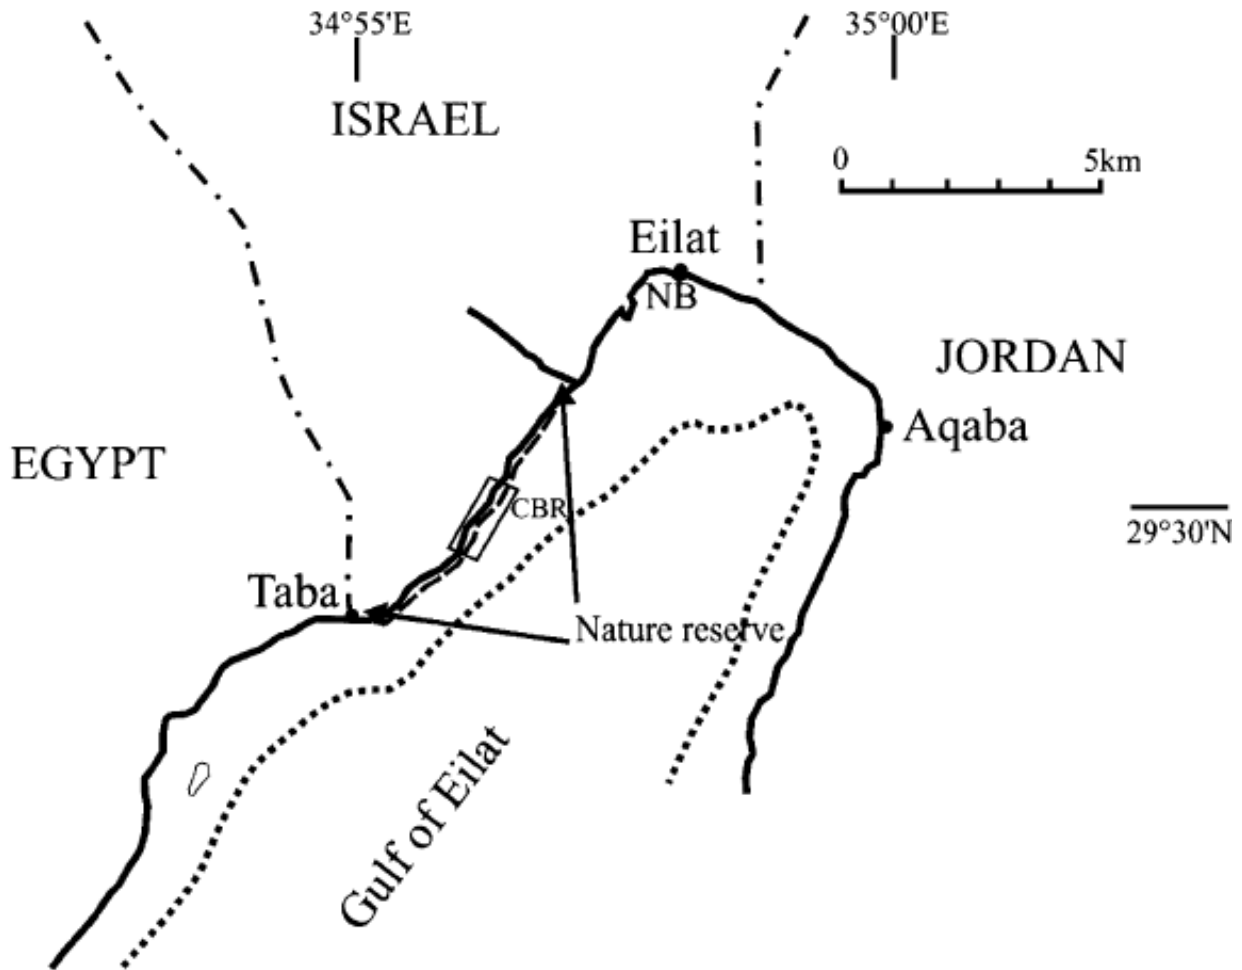 34°55'E
35°00'E
ISRAEL
0
5km
Eilat
NB
JORDAN
Aqaba
EGYPT
CBR
29°30'N
Taba
Nature reserve
Gulf of Eilat